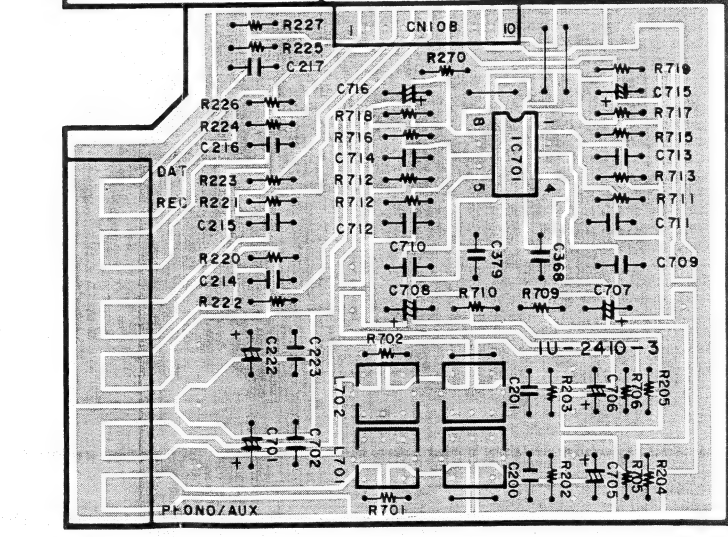 R227
1 CN10B 10
R225
C217
R270
R719
C716
C715
R226
R718
R717
8 1
IC701
R224
R716
R715
C216
C714
C713
DAT
R223
R712
R713
5 4
REC
R221
R712
R711
C215
C712
C711
R220
C710
C379
C368
C709
C214
C708
R710
R709
C707
R222
R702
1U-2410-3
C222
C223
L702
C201
R203
C706
R706
R205
C701
C702
L701
C200
R202
C705
R705
R204
PHONO/AUX
R701